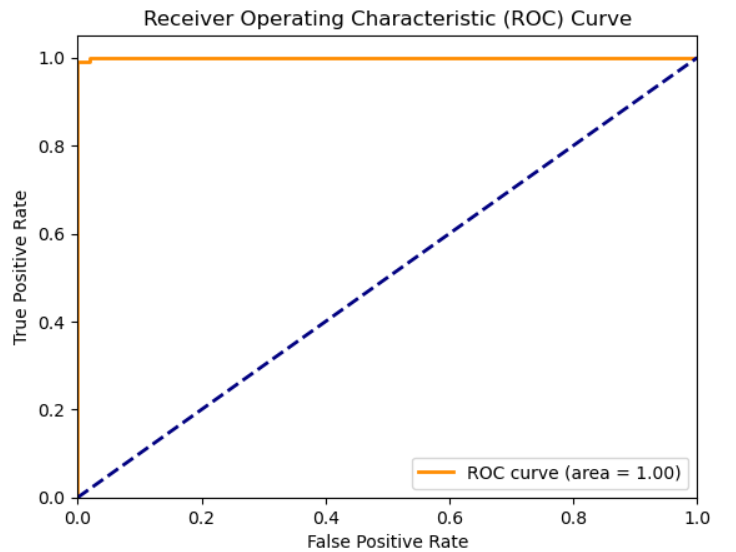 Receiver Operating Characteristic (ROC) Curve
1.0
0.8
0.6
0.4
0.2
0.0
True Positive Rate
ROC curve (area = 1.00)
0.0 0.2 0.4 0.6 0.8 1.0
False Positive Rate